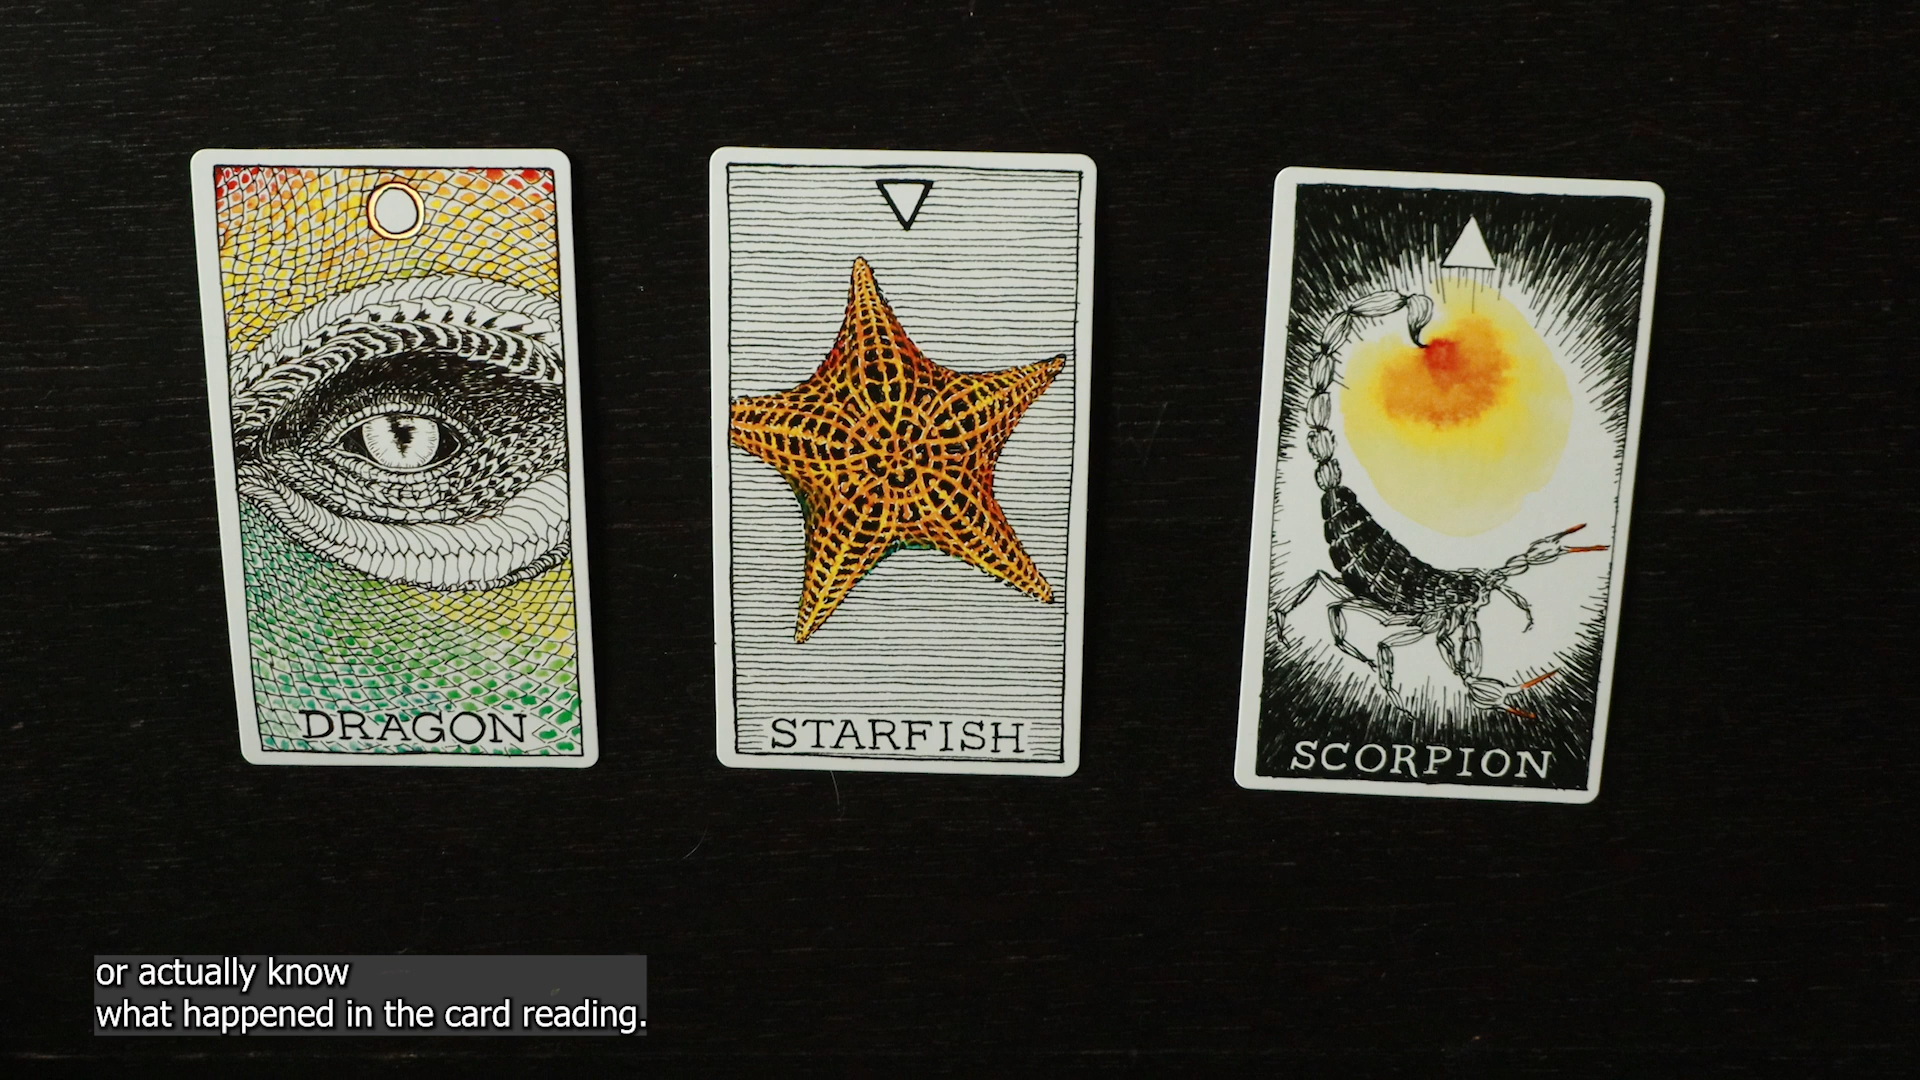 DRAGON
STARFISH
SCORPION
or actually know
what happened in the card reading.